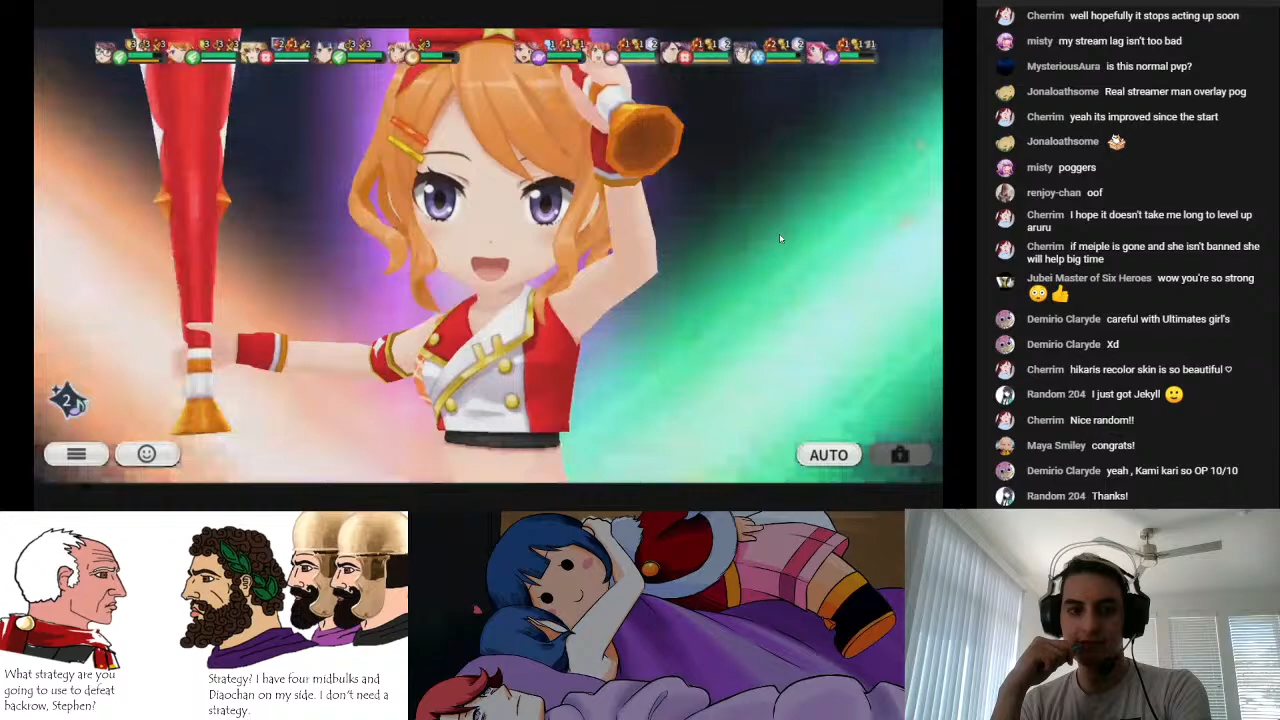 2
AUTO
Cherrim well hopefully it stops acting up soon
misty my stream lag isn't too bad
MysteriousAura is this normal pvp?
Jonaloathsome Real streamer man overlay pog
Cherrim yeah its improved since the start
Jonaloathsome
misty poggers
renjoy-chan oof
Cherrim I hope it doesn't take me long to level up
aruru
Cherrim if meiple is gone and she isn't banned she
will help big time
Jubei Master of Six Heroes wow you're so strong
😳👍
Demirio Claryde careful with Ultimates girl's
Demirio Claryde Xd
Cherrim hikaris recolor skin is so beautiful ♡
Random 204 I just got Jekyll 🙂
Cherrim Nice random!!
Maya Smiley congrats!
Demirio Claryde yeah , Kami kari so OP 10/10
Random 204 Thanks!
What strategy are you
going to use to defeat
hackrow, Stephen?
Strategy? I have four midbulks and
Diaochan on my side. I don't need a
strategy.